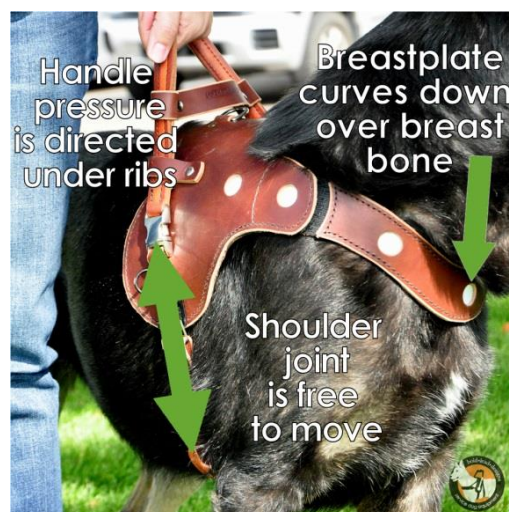 Handle
pressure
is directed
under ribs
Breastplate
curves down
over breast
bone
Shoulder
joint
is free
to move